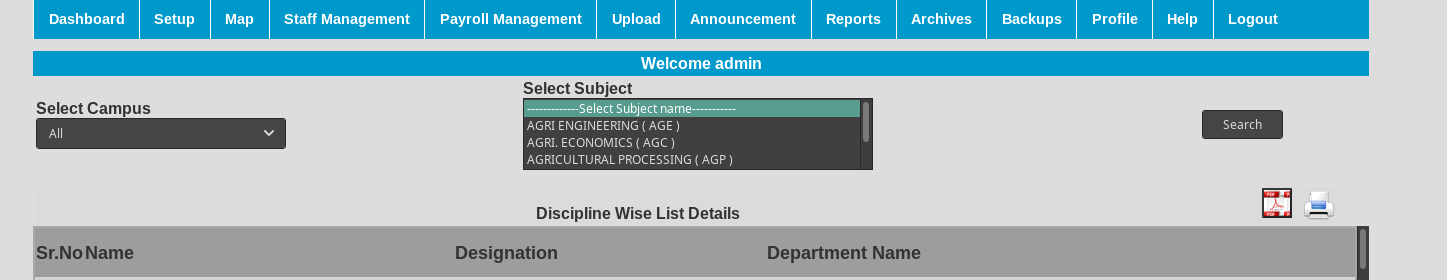 Dashboard Setup Map Staff Management Payroll Management Upload Announcement Reports Archives Backups Profile Help Logout
Welcome admin
Select Campus
All
Select Subject
-------------Select Subject name-----------
AGRI ENGINEERING ( AGE )
AGRI. ECONOMICS ( AGC )
AGRICULTURAL PROCESSING ( AGP )
Search
PDF
PDF
Discipline Wise List Details
Sr.No Name Designation Department Name